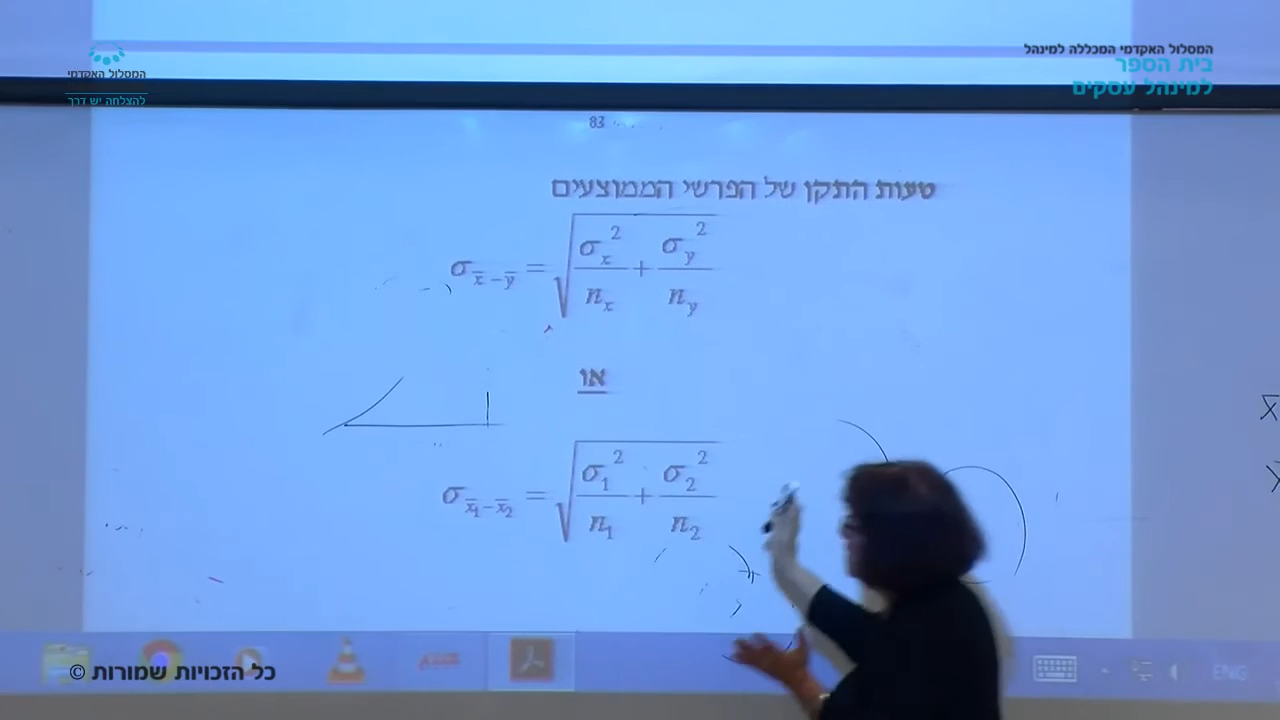 המסלול האקדמי המכללה למינהל
בית הספר
למינהל עסקים
המסלול האקדמי
להצלחה יש דרך
83
טעות התקן של הפרשי הממוצעים
σ_{x̄−ȳ} = √(σ_x²/n_x + σ_y²/n_y)
או
σ_{x̄₁−x̄₂} = √(σ₁²/n₁ + σ₂²/n₂)
x̄
ENG
© כל הזכויות שמורות